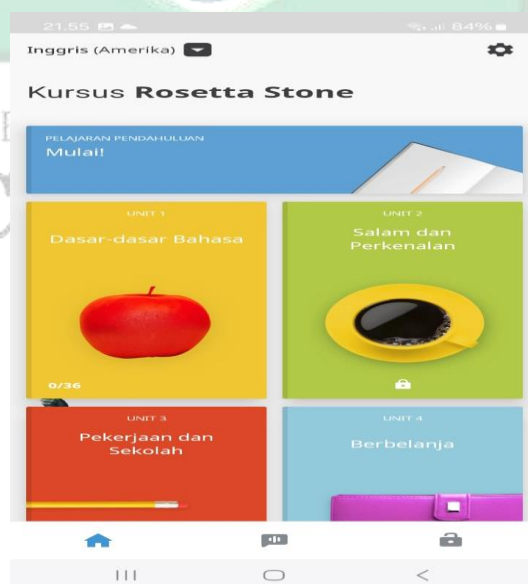 21.55 84%
Inggris (Amerika)
Kursus Rosetta Stone
PELAJARAN PENDAHULUAN
Mulai!
UNIT 1
Dasar-dasar Bahasa
0/36
UNIT 2
Salam dan
Perkenalan
UNIT 3
Pekerjaan dan
Sekolah
UNIT 4
Berbelanja